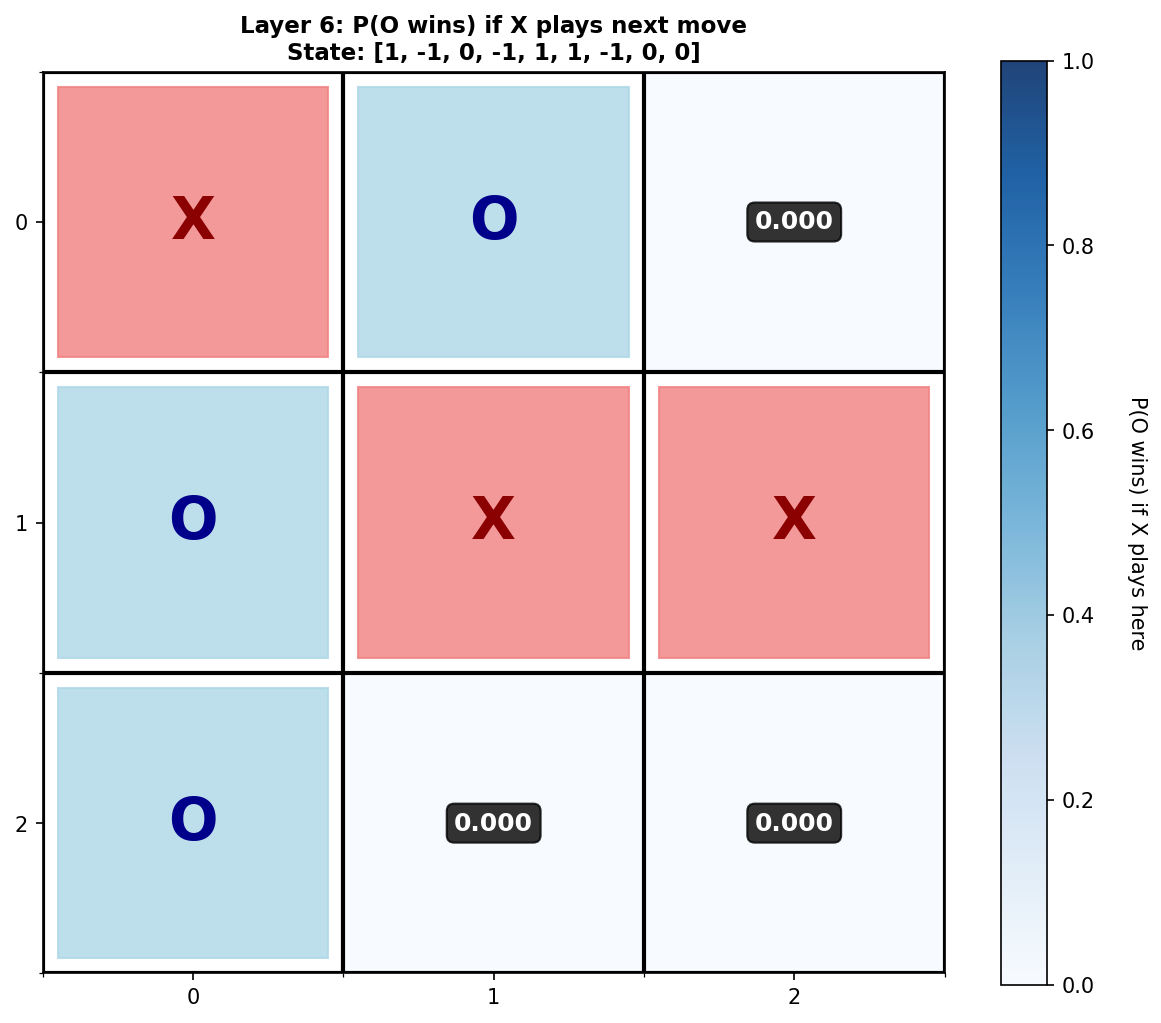 Layer 6: P(O wins) if X plays next move
State: [1, -1, 0, -1, 1, 1, -1, 0, 0]
0
X
O
0.000
1
O
X
X
2
O
0.000
0.000
0
1
2
1.0
0.8
0.6
0.4
0.2
0.0
P(O wins) if X plays here